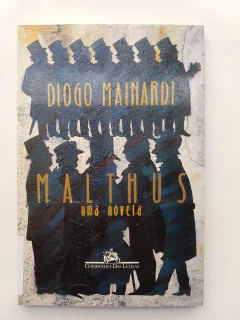 DIOGO MAINARDI
MALTHUS
uma novela
COMPANHIA DAS LETRAS